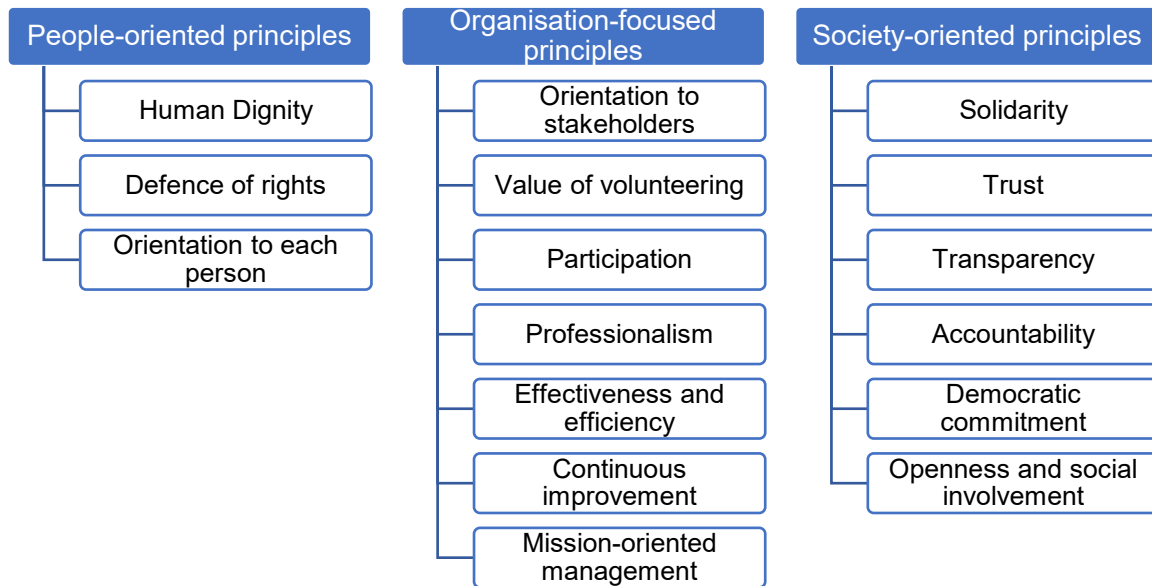 People-oriented principles
Human Dignity
Defence of rights
Orientation to each
person
Organisation-focused
principles
Orientation to
stakeholders
Value of volunteering
Participation
Professionalism
Effectiveness and
efficiency
Continuous
improvement
Mission-oriented
management
Society-oriented principles
Solidarity
Trust
Transparency
Accountability
Democratic
commitment
Openness and social
involvement